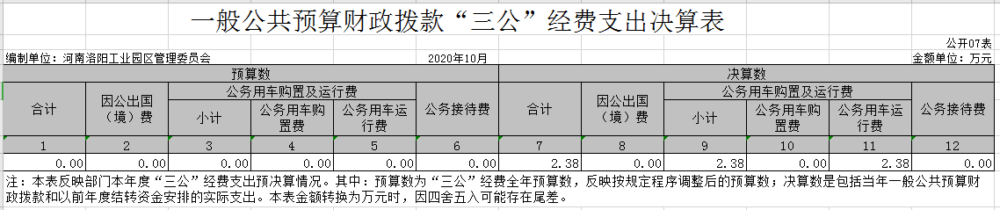 一般公共预算财政拨款“三公”经费支出决算表
公开07表
编制单位：河南洛阳工业园区管理委员会 2020年10月 金额单位：万元
预算数 决算数
合计 因公出国（境）费 公务用车购置及运行费 公务接待费 合计 因公出国（境）费 公务用车购置及运行费 公务接待费
小计 公务用车购置费 公务用车运行费 小计 公务用车购置费 公务用车运行费
1 2 3 4 5 6 7 8 9 10 11 12
0.00 0.00 0.00 0.00 0.00 0.00 2.38 0.00 2.38 0.00 2.38 0.00
注：本表反映部门本年度“三公”经费支出预决算情况。其中：预算数为“三公”经费全年预算数，反映按规定程序调整后的预算数；决算数是包括当年一般公共预算财
政拨款和以前年度结转资金安排的实际支出。本表金额转换为万元时，因四舍五入可能存在尾差。